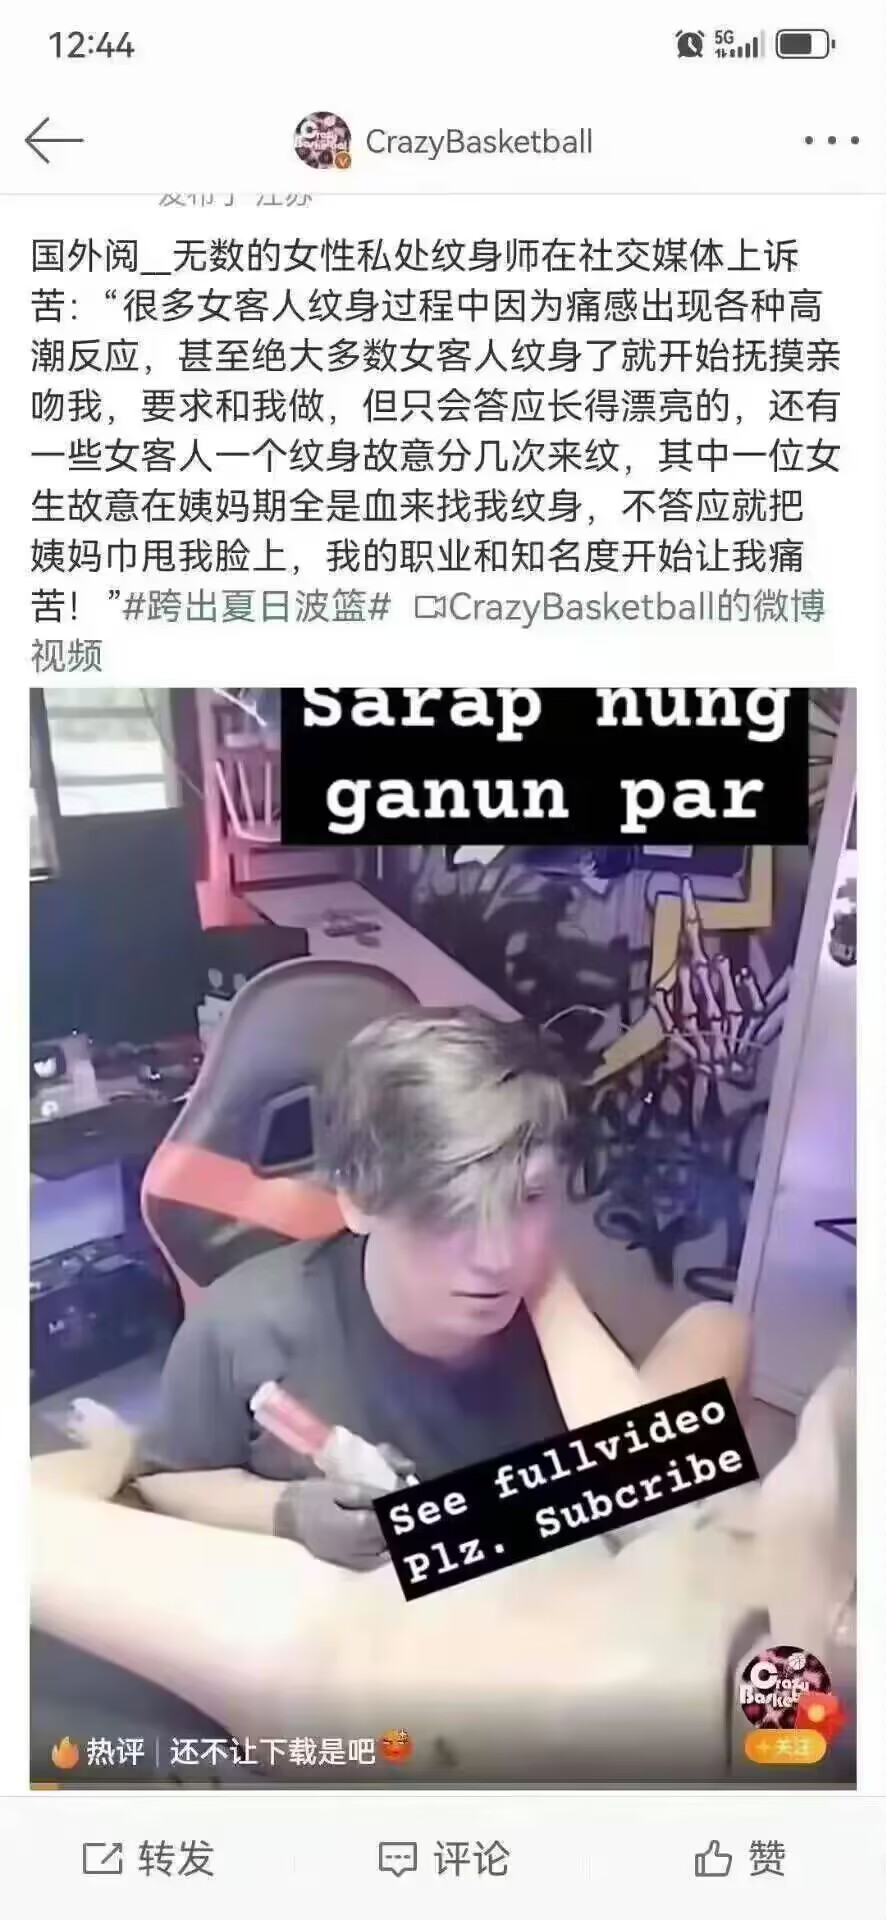 12:44
5G
CrazyBasketball
发布于 江苏
国外阅__无数的女性私处纹身师在社交媒体上诉
苦：“很多女客人纹身过程中因为痛感出现各种高
潮反应，甚至绝大多数女客人纹身了就开始抚摸亲
吻我，要求和我做，但只会答应长得漂亮的，还有
一些女客人一个纹身故意分几次来纹，其中一位女
生故意在姨妈期全是血来找我纹身，不答应就把
姨妈巾甩我脸上，我的职业和知名度开始让我痛
苦！”#跨出夏日波篮# CrazyBasketball的微博
视频
Sarap nung
ganun par
See fullvideo
Plz. Subcribe
Crazy
Basket
+关注
热评 | 还不让下载是吧
转发 评论 赞